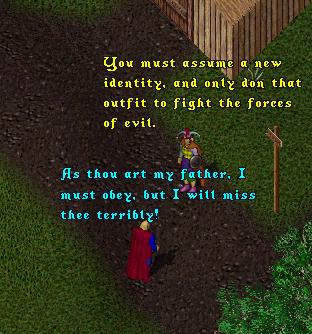 You must assume a new
identity, and only don that
outfit to fight the forces
of evil.
As thou art my father, I
must obey, but I will miss
thee terribly!